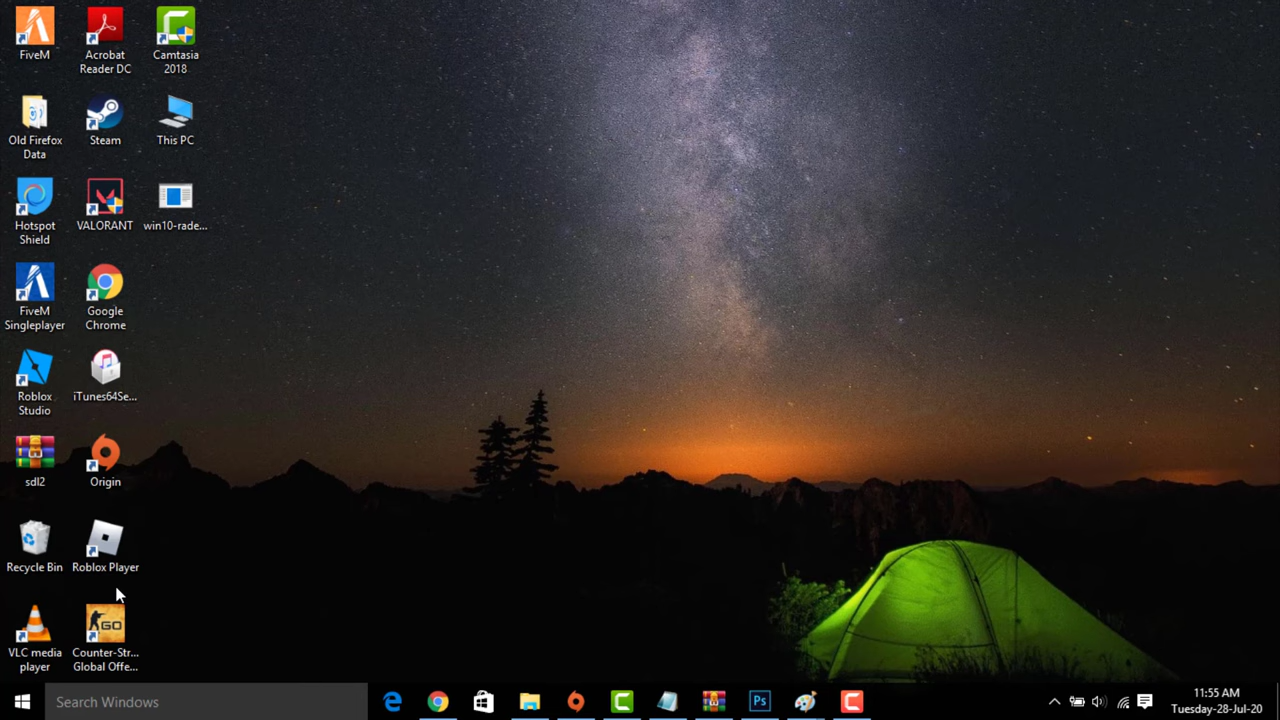 FiveM
Acrobat
Reader DC
Camtasia
2018
Old Firefox
Data
Steam
This PC
Hotspot
Shield
VALORANT
win10-rade...
FiveM
Singleplayer
Google
Chrome
Roblox
Studio
iTunes64Se...
sdl2
Origin
Recycle Bin
Roblox Player
VLC media
player
GO
Counter-Str...
Global Offe...
Search Windows
Ps
11:55 AM
Tuesday-28-Jul-20